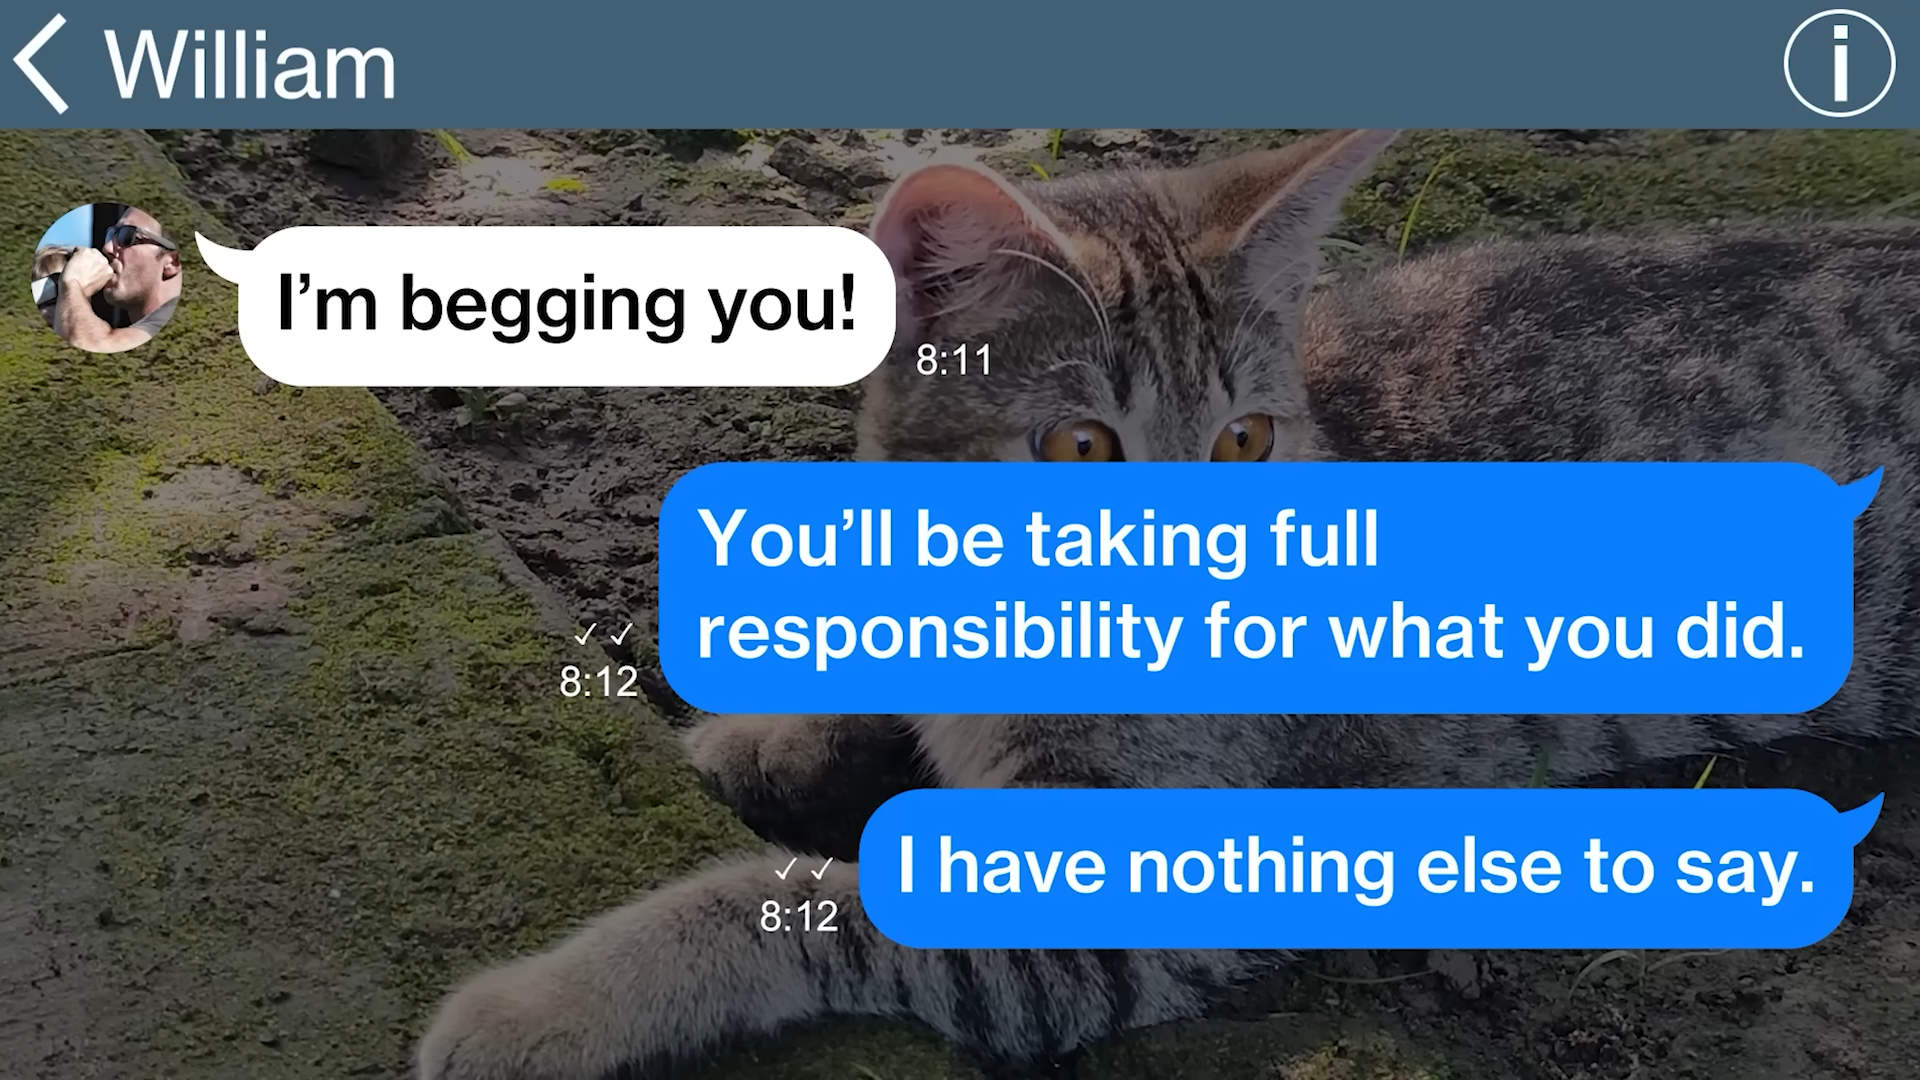 William
I’m begging you!
8:11
You’ll be taking full
responsibility for what you did.
8:12
I have nothing else to say.
8:12